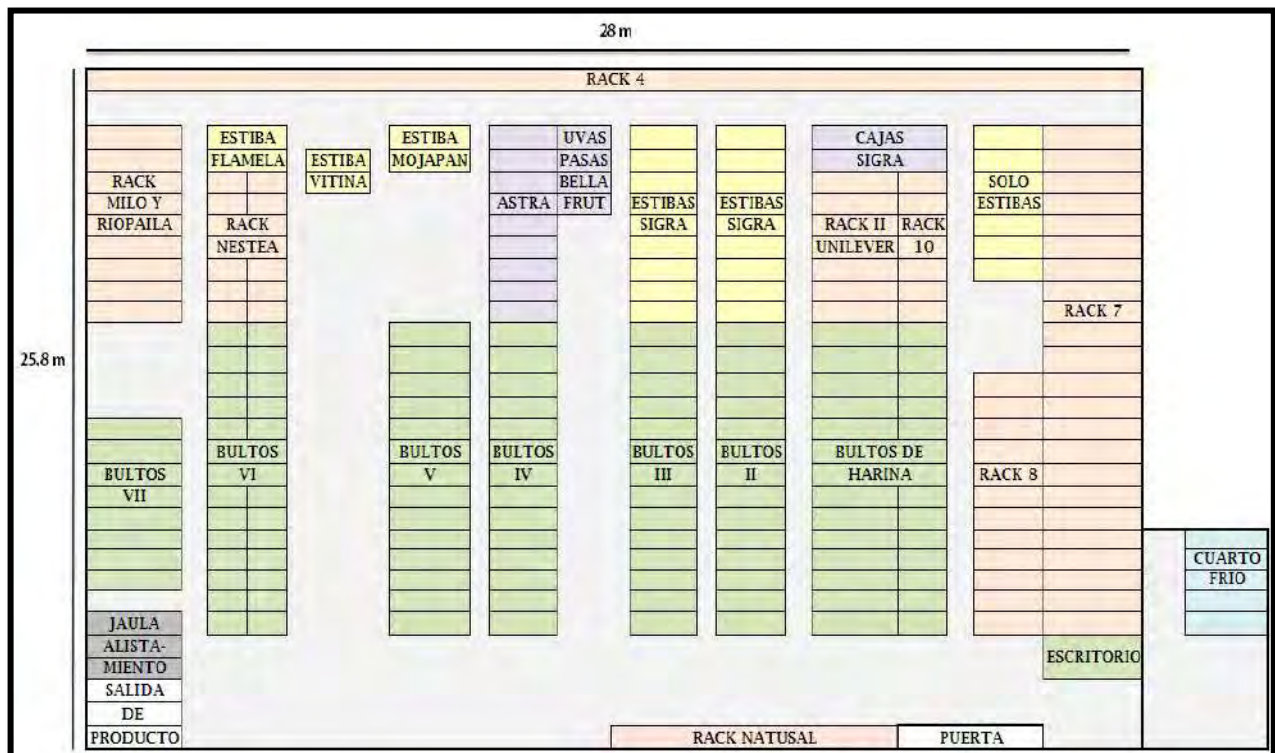 28 m
RACK 4
ESTIBA
FLAMELA
ESTIBA
VITINA
ESTIBA
MOJAPAN
UVAS
PASAS
BELLA
FRUT
CAJAS
SIGRA
RACK
MILO Y
RIOPAILA
RACK
NESTEA
ASTRA
ESTIBAS
SIGRA
ESTIBAS
SIGRA
RACK II
UNILEVER
RACK
10
SOLO
ESTIBAS
RACK 7
25.8 m
BULTOS
VII
BULTOS
VI
BULTOS
V
BULTOS
IV
BULTOS
III
BULTOS
II
BULTOS DE
HARINA
RACK 8
CUARTO
FRIO
JAULA
ALISTA-
MIENTO
SALIDA
DE
PRODUCTO
ESCRITORIO
RACK NATUSAL
PUERTA